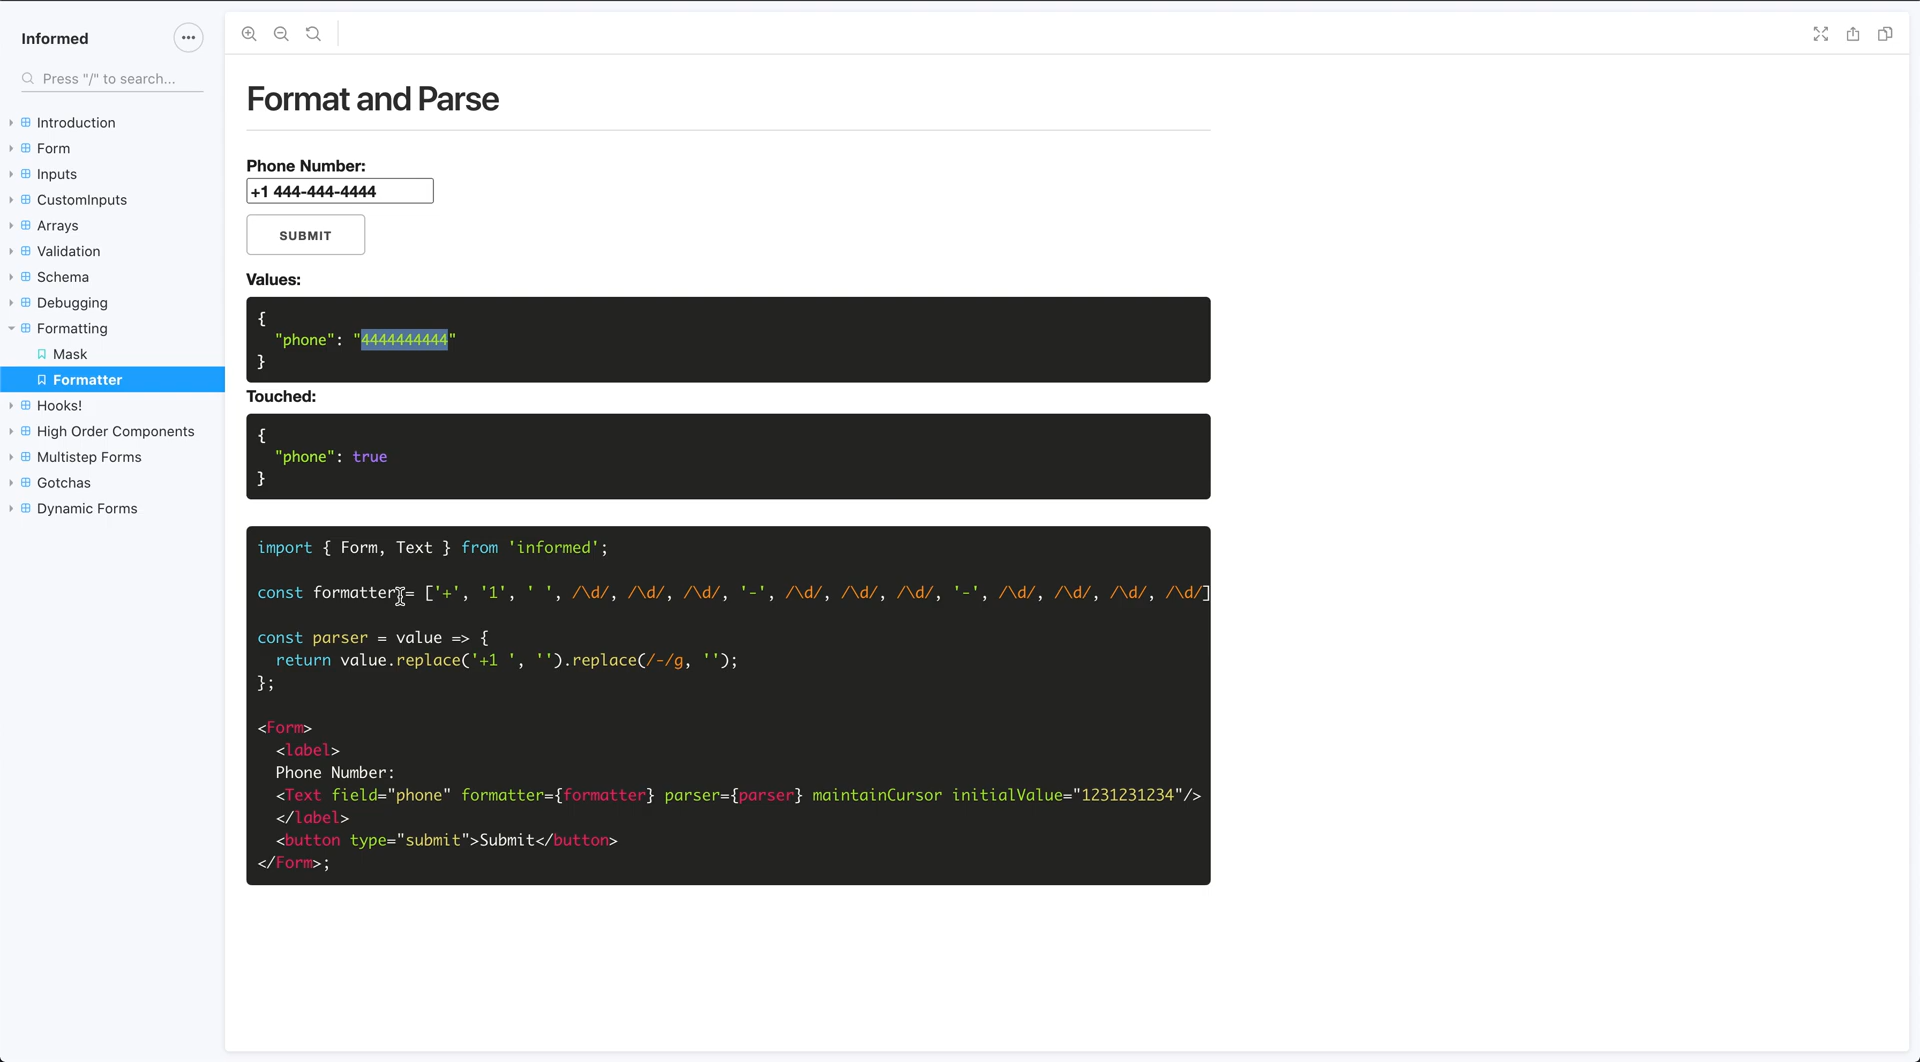 Informed
Press "/" to search...
Introduction
Form
Inputs
CustomInputs
Arrays
Validation
Schema
Debugging
Formatting
Mask
Formatter
Hooks!
High Order Components
Multistep Forms
Gotchas
Dynamic Forms
Format and Parse
Phone Number:
+1 444-444-4444
SUBMIT
Values:
{
  "phone": "4444444444"
}
Touched:
{
  "phone": true
}
import { Form, Text } from 'informed';
const formatter = ['+', '1', ' ', /\d/, /\d/, /\d/, '-', /\d/, /\d/, /\d/, '-', /\d/, /\d/, /\d/, /\d/]
const parser = value => {
  return value.replace('+1 ', '').replace(/-/g, '');
};
<Form>
  <label>
  Phone Number:
  <Text field="phone" formatter={formatter} parser={parser} maintainCursor initialValue="1231231234"/>
  </label>
  <button type="submit">Submit</button>
</Form>;